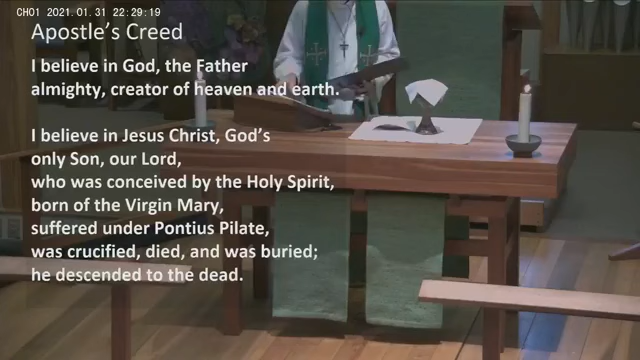 CH01 2021.01.31 22:29:19
Apostle's Creed
I believe in God, the Father
almighty, creator of heaven and earth.
I believe in Jesus Christ, God's
only Son, our Lord,
who was conceived by the Holy Spirit,
born of the Virgin Mary,
suffered under Pontius Pilate,
was crucified, died, and was buried;
he descended to the dead.